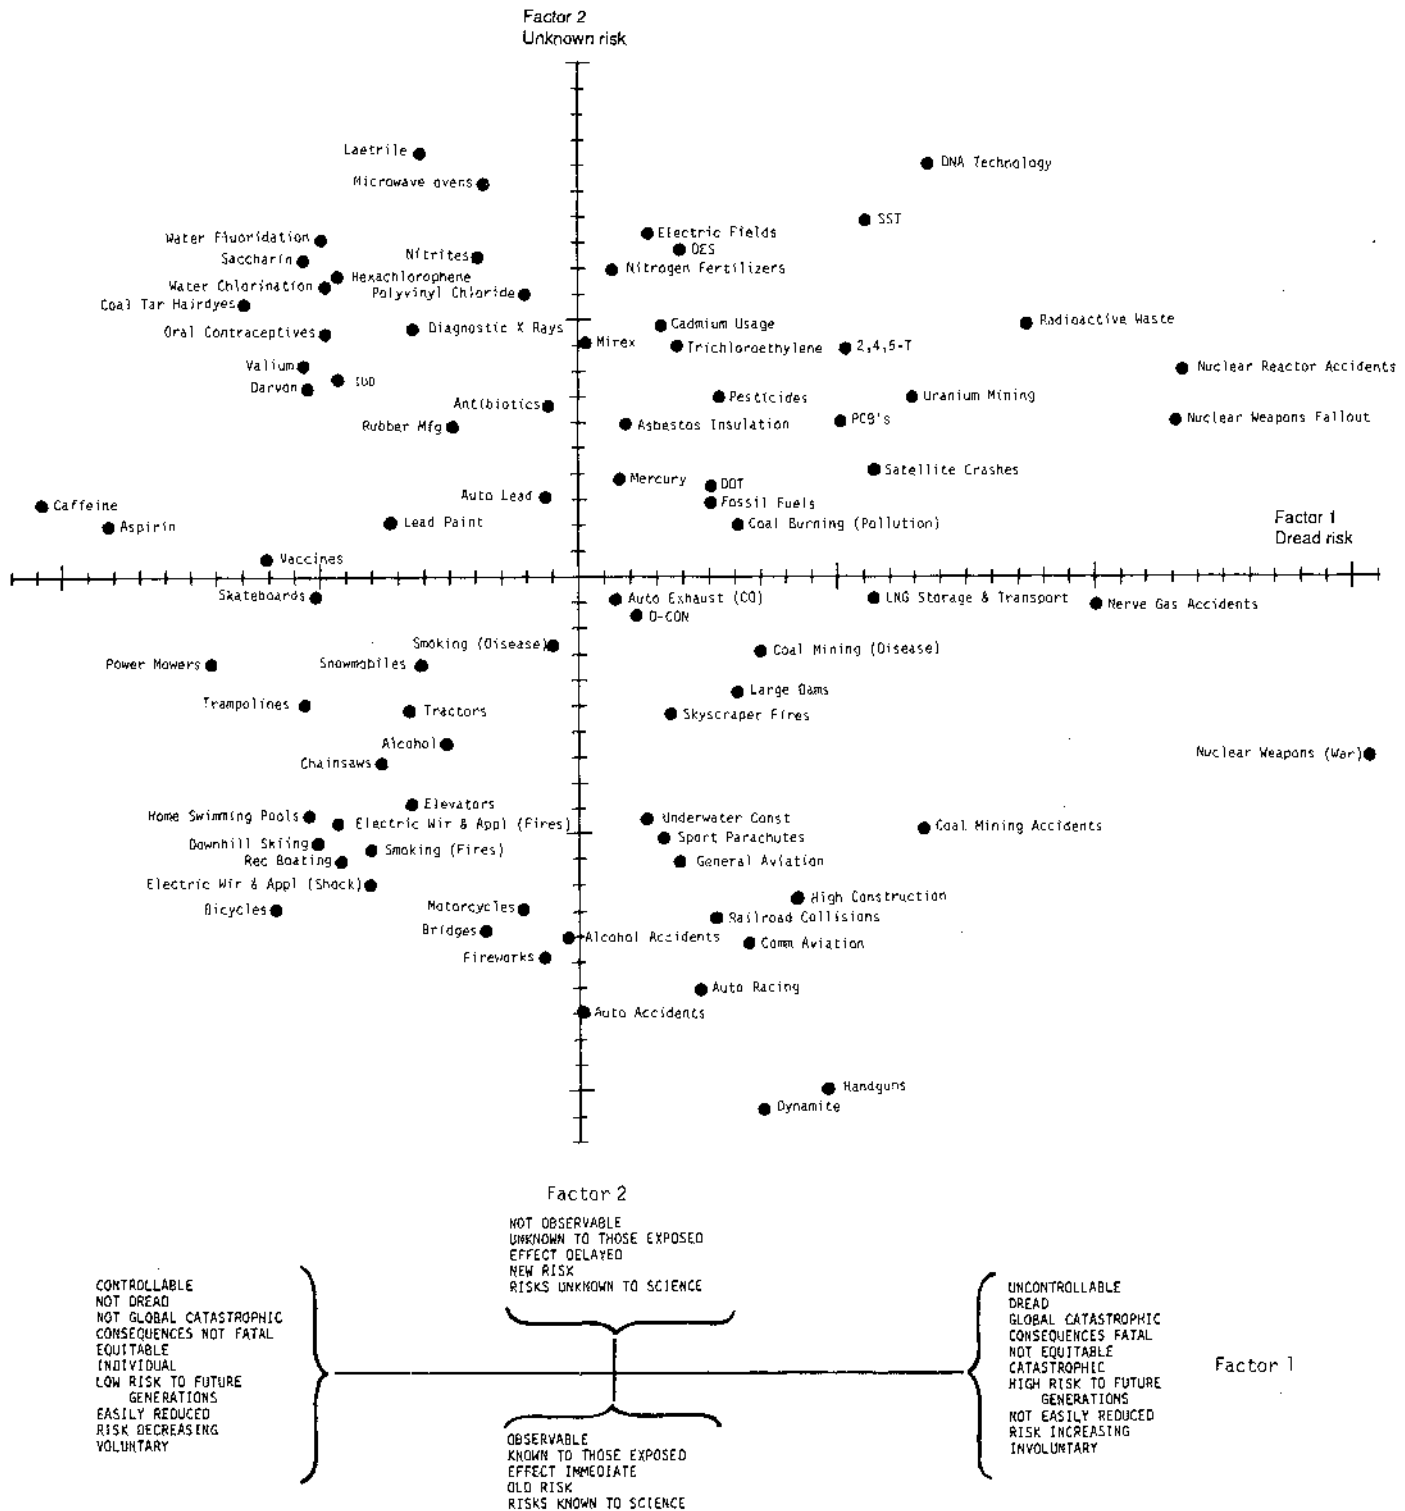 Factor 2
Unknown risk
Laetrile
DNA Technology
Microwave ovens
SST
Electric Fields
Water Fluoridation
DES
Saccharin
Nitrites
Nitrogen Fertilizers
Hexachlorophene
Water Chlorination
Polyvinyl Chloride
Coal Tar Hairdyes
Radioactive Waste
Cadmium Usage
Diagnostic X Rays
Oral Contraceptives
Mirex
Trichloroethylene
2,4,5-T
Valium
Nuclear Reactor Accidents
IUD
Darvon
Pesticides
Uranium Mining
Antibiotics
Nuclear Weapons Fallout
PCB's
Asbestos Insulation
Rubber Mfg
Satellite Crashes
Mercury
DDT
Auto Lead
Fossil Fuels
Caffeine
Factor 1
Dread risk
Aspirin
Lead Paint
Coal Burning (Pollution)
Vaccines
Skateboards
Auto Exhaust (CO)
LNG Storage & Transport
Nerve Gas Accidents
D-CON
Smoking (Disease)
Coal Mining (Disease)
Power Mowers
Snowmobiles
Large Dams
Trampolines
Tractors
Skyscraper Fires
Alcohol
Nuclear Weapons (War)
Chainsaws
Elevators
Home Swimming Pools
Underwater Const
Electric Wir & Appl (Fires)
Coal Mining Accidents
Sport Parachutes
Downhill Skiing
Smoking (Fires)
Rec Boating
General Aviation
Electric Wir & Appl (Shock)
High Construction
Bicycles
Motorcycles
Railroad Collisions
Bridges
Alcohol Accidents
Comm Aviation
Fireworks
Auto Racing
Auto Accidents
Handguns
Dynamite
Factor 2
NOT OBSERVABLE
UNKNOWN TO THOSE EXPOSED
EFFECT DELAYED
NEW RISK
RISKS UNKNOWN TO SCIENCE
CONTROLLABLE
NOT DREAD
NOT GLOBAL CATASTROPHIC
CONSEQUENCES NOT FATAL
EQUITABLE
INDIVIDUAL
LOW RISK TO FUTURE
GENERATIONS
EASILY REDUCED
RISK DECREASING
VOLUNTARY
UNCONTROLLABLE
DREAD
GLOBAL CATASTROPHIC
CONSEQUENCES FATAL
NOT EQUITABLE
CATASTROPHIC
HIGH RISK TO FUTURE
GENERATIONS
NOT EASILY REDUCED
RISK INCREASING
INVOLUNTARY
Factor 1
OBSERVABLE
KNOWN TO THOSE EXPOSED
EFFECT IMMEDIATE
OLD RISK
RISKS KNOWN TO SCIENCE